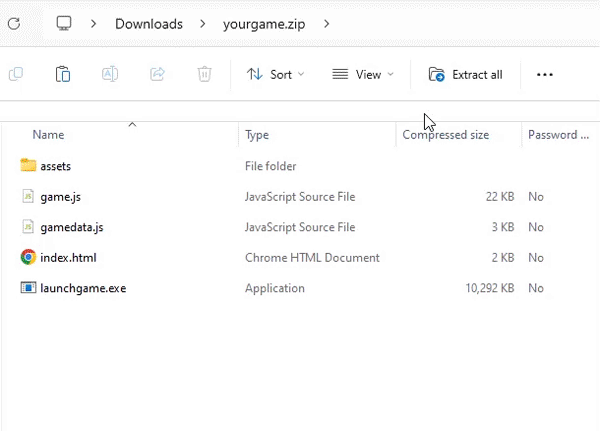 Downloads yourgame.zip
Sort View Extract all
Name Type Compressed size Password ...
assets File folder
game.js JavaScript Source File 22 KB No
gamedata.js JavaScript Source File 3 KB No
index.html Chrome HTML Document 2 KB No
launchgame.exe Application 10,292 KB No